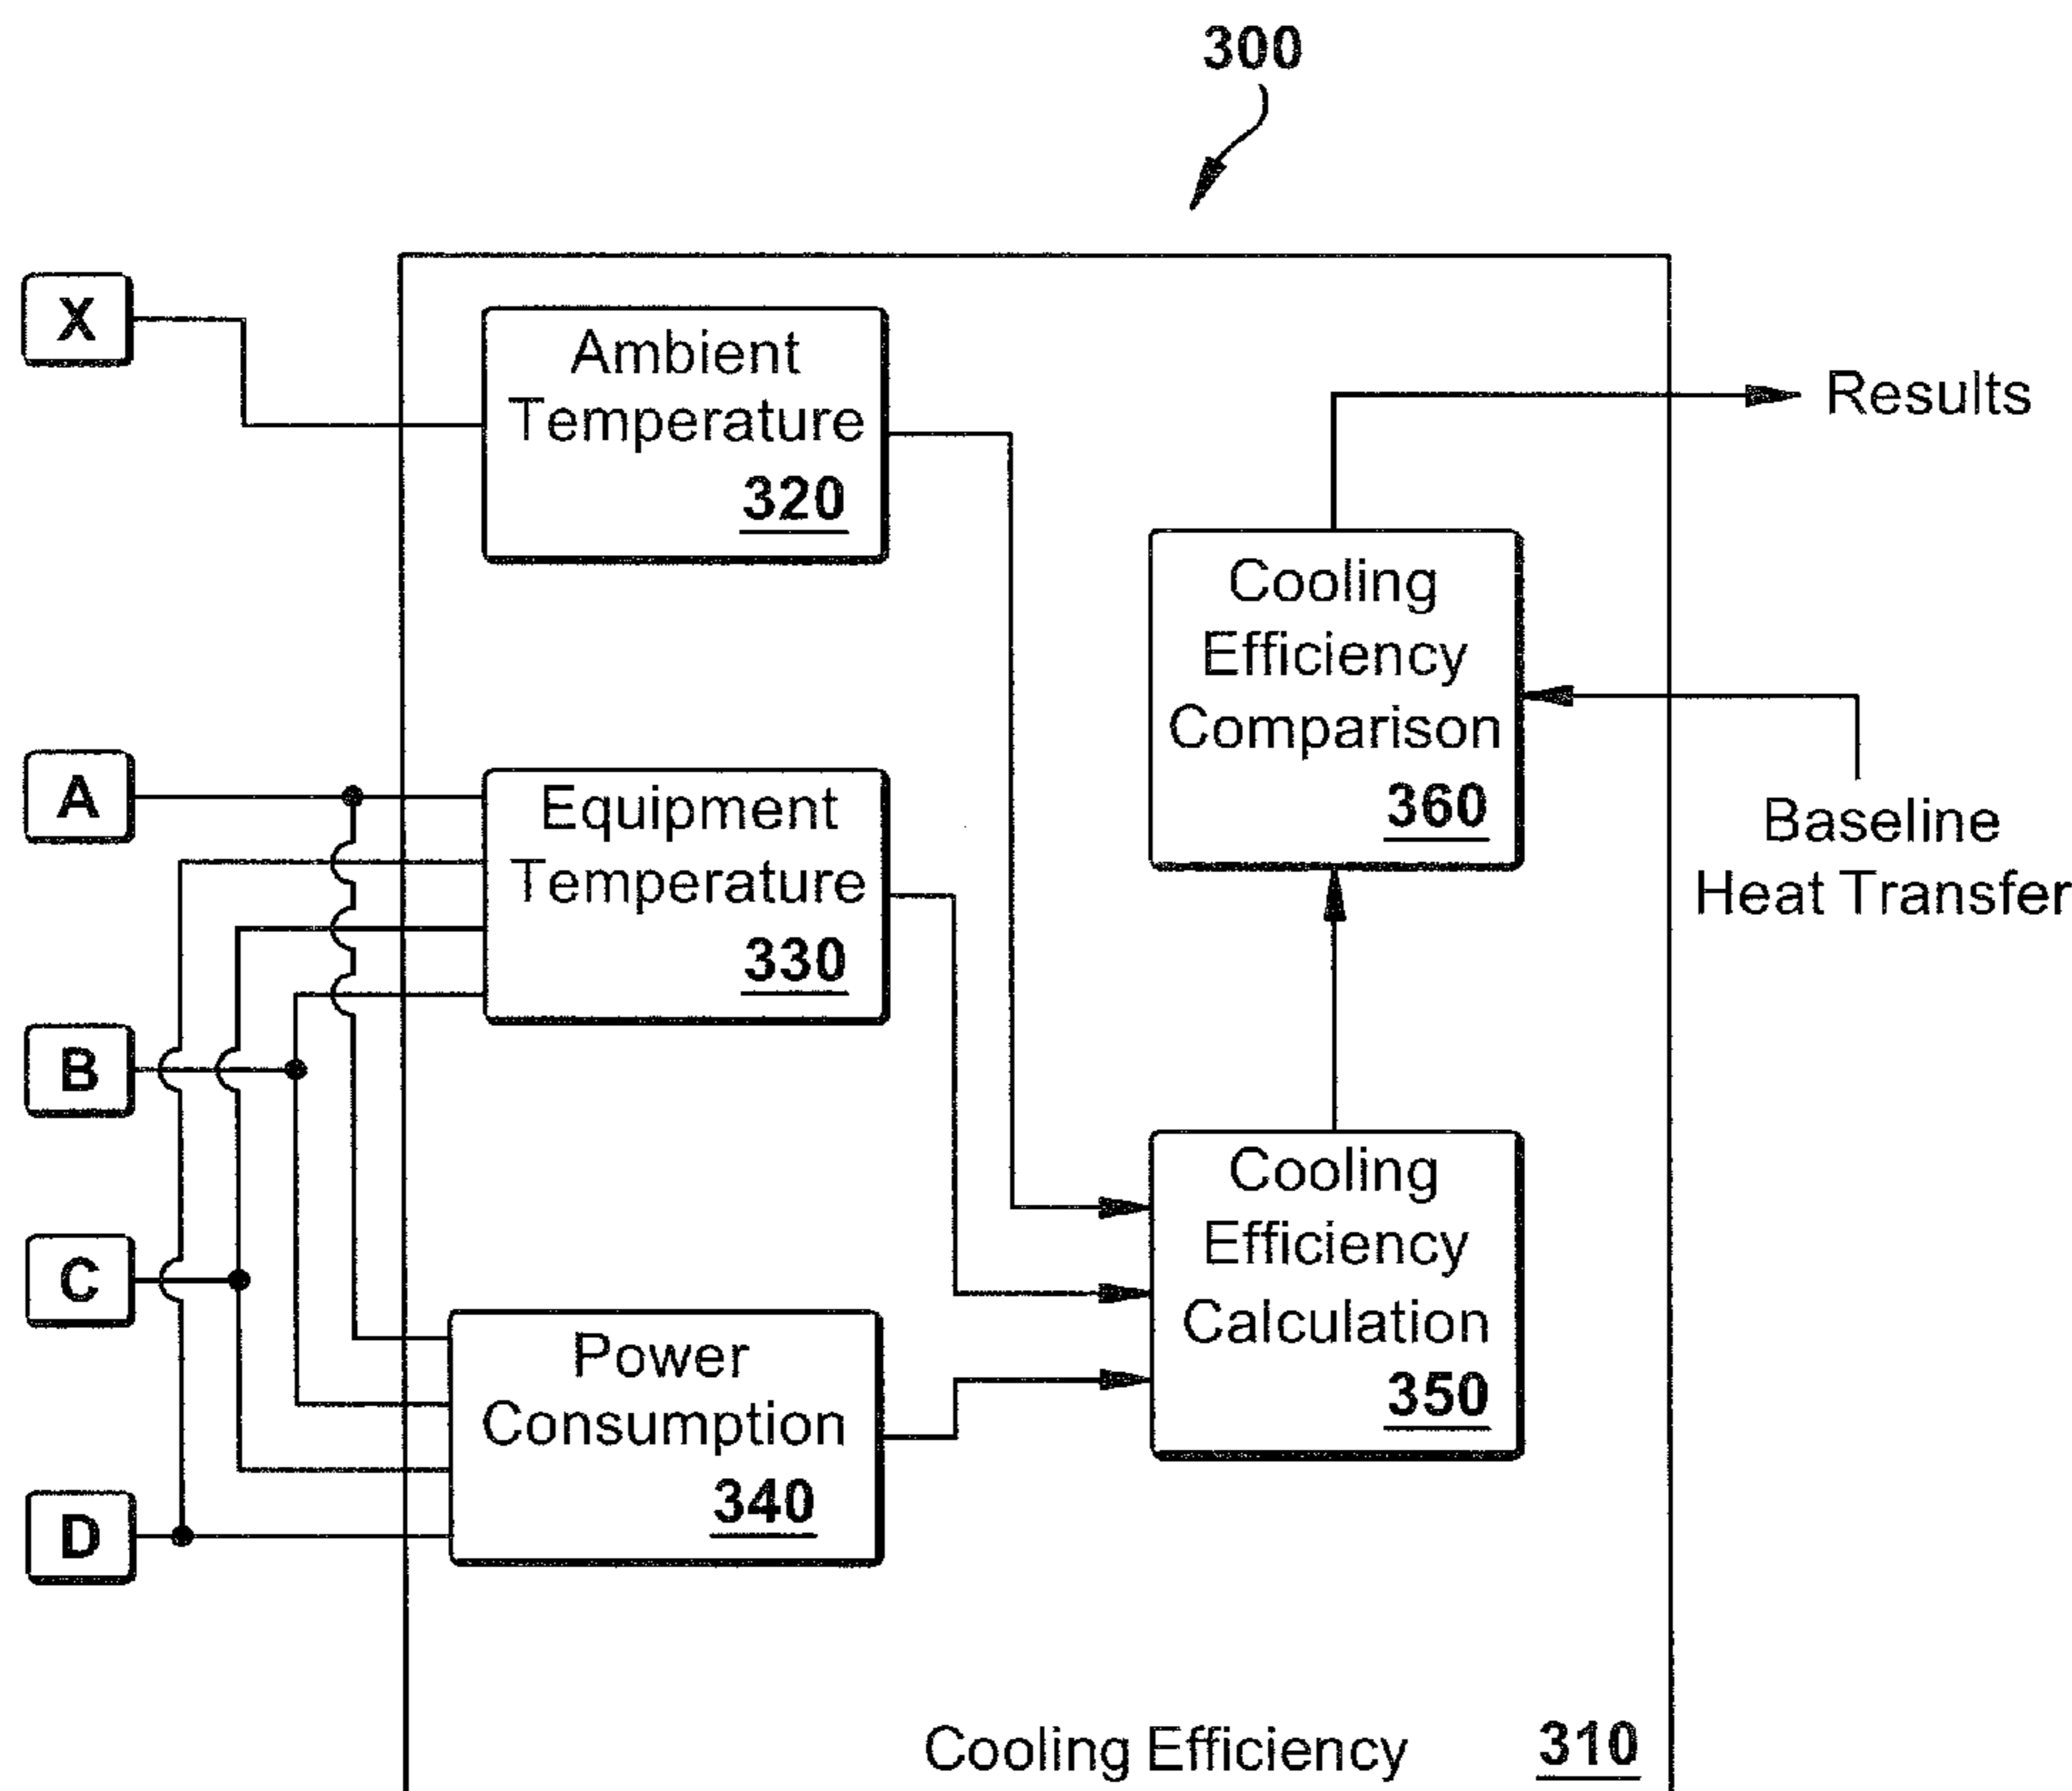 300
X
Ambient
Temperature
320
Results
Cooling
Efficiency
Comparison
360
Baseline
Heat Transfer
A
Equipment
Temperature
330
B
C
D
Power
Consumption
340
Cooling
Efficiency
Calculation
350
Cooling Efficiency 310